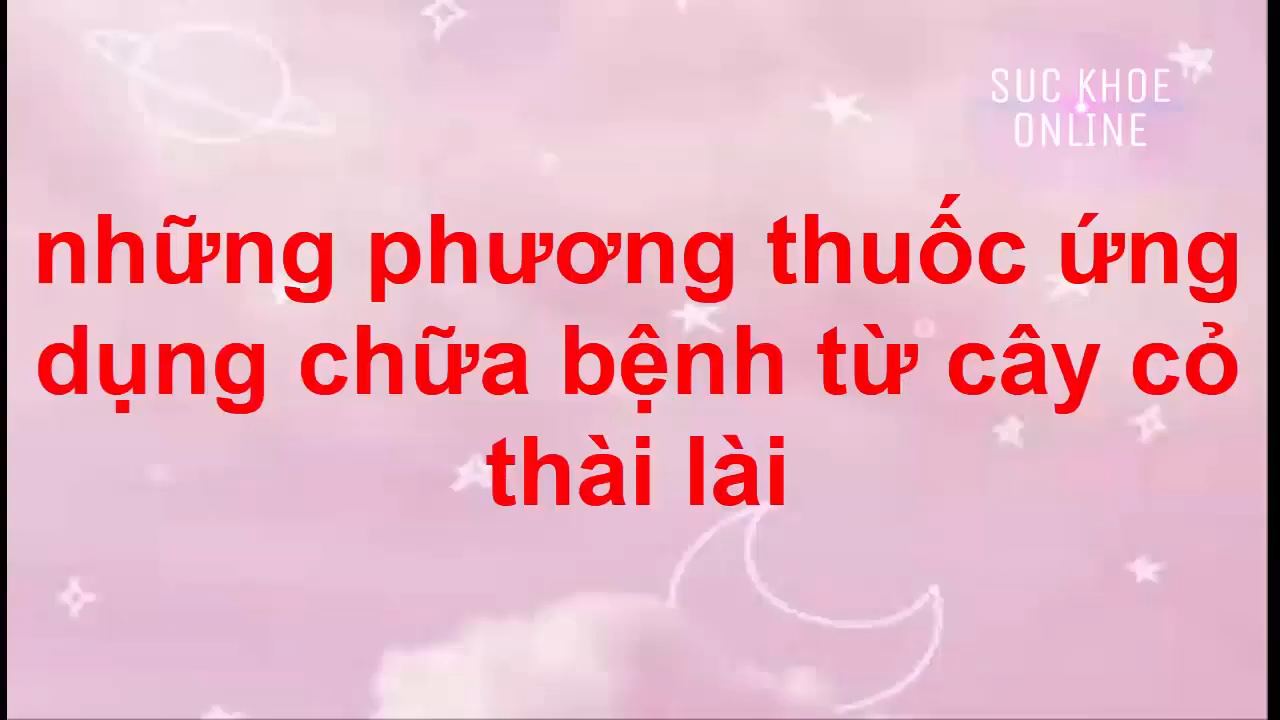 SUC KHOE
ONLINE
những phương thuốc ứng
dụng chữa bệnh từ cây cỏ
thài lài